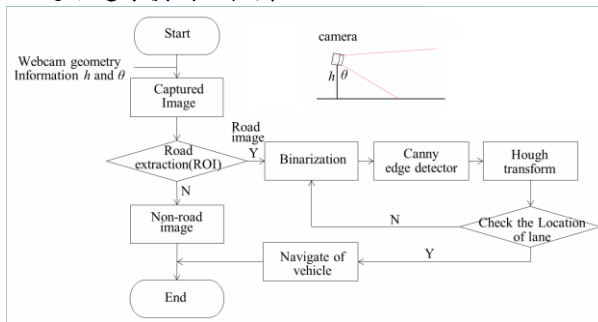 Start
camera
Webcam geometry
Information h and θ
h θ
Captured
Image
Road
image
Road
extraction(ROI)
Y
Binarization
Canny
edge detector
Hough
transform
N
Non-road
image
N
Check the Location
of lane
Navigate of
vehicle
Y
End